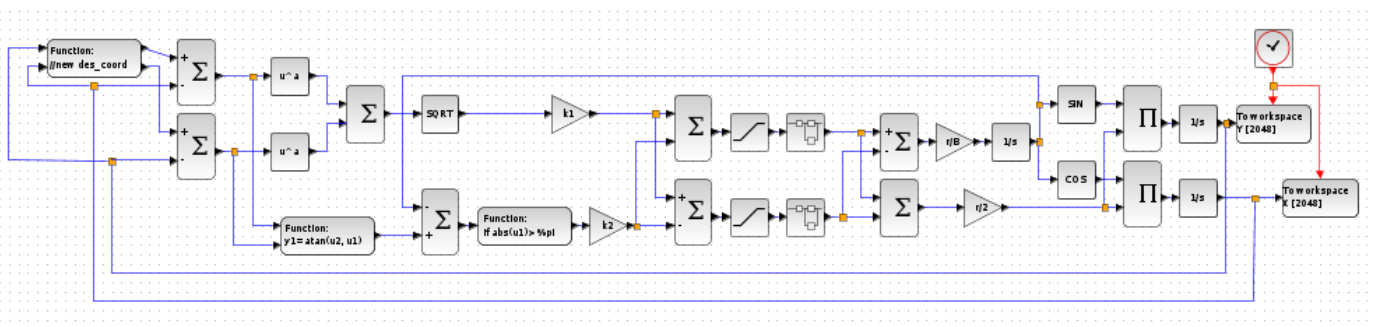 Function:
//new des_coord
+
-
Σ
u^a
+
-
Σ
u^a
Σ
SQRT
k1
Function:
y1=atan(u2, u1)
-
+
Σ
Function:
if abs(u1)> %pi
k2
Σ
+
-
Σ
+
-
Σ
r/B
1/s
Σ
r/2
SIN
COS
Π
1/s
Π
1/s
To workspace
Y [2048]
To workspace
X [2048]